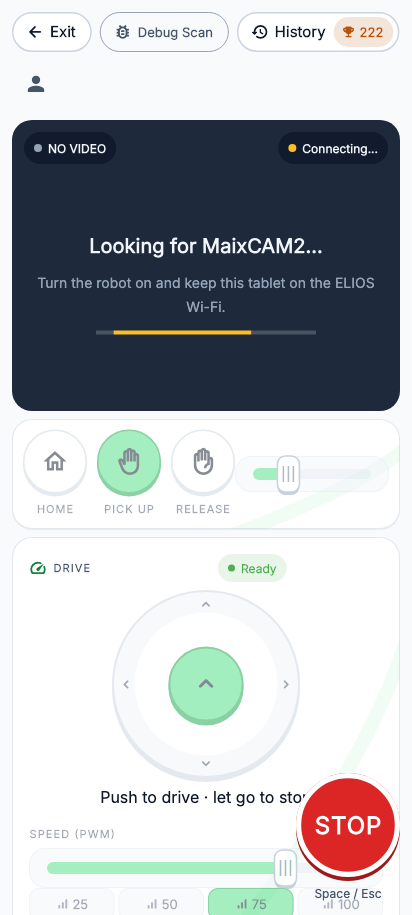 Exit
Debug Scan
History
222
NO VIDEO
Connecting...
Looking for MaixCAM2...
Turn the robot on and keep this tablet on the ELIOS
Wi-Fi.
HOME
PICK UP
RELEASE
DRIVE
Ready
Push to drive · let go to
STOP
SPEED (PWM)
Space / Esc
25
50
75
100